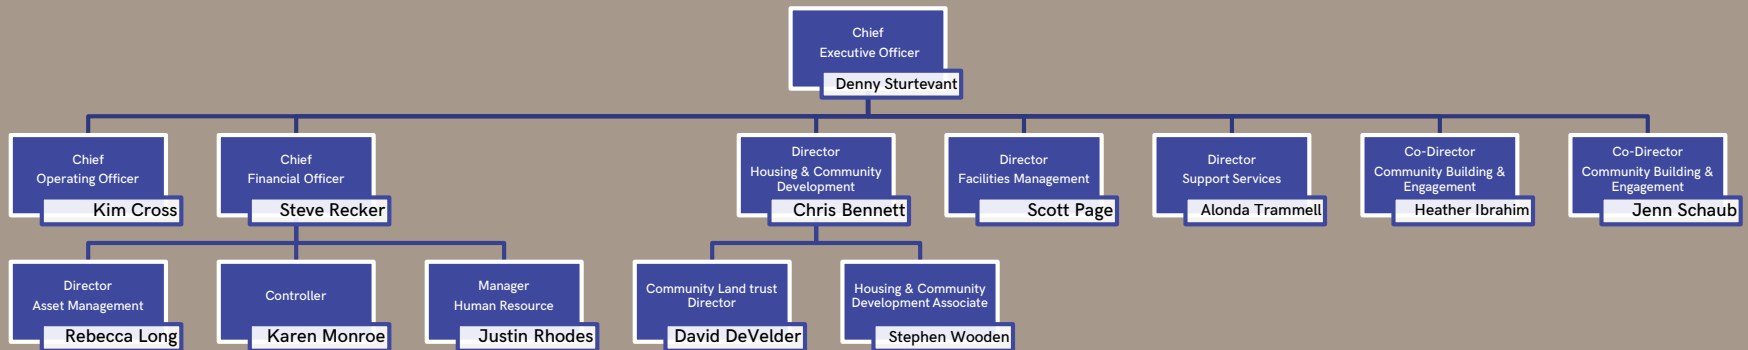 Chief
Executive Officer
Denny Sturtevant
Chief
Operating Officer
Kim Cross
Chief
Financial Officer
Steve Recker
Director
Housing & Community
Development
Chris Bennett
Director
Facilities Management
Scott Page
Director
Support Services
Alonda Trammell
Co-Director
Community Building &
Engagement
Heather Ibrahim
Co-Director
Community Building &
Engagement
Jenn Schaub
Director
Asset Management
Rebecca Long
Controller
Karen Monroe
Manager
Human Resource
Justin Rhodes
Community Land trust
Director
David DeVelder
Housing & Community
Development Associate
Stephen Wooden